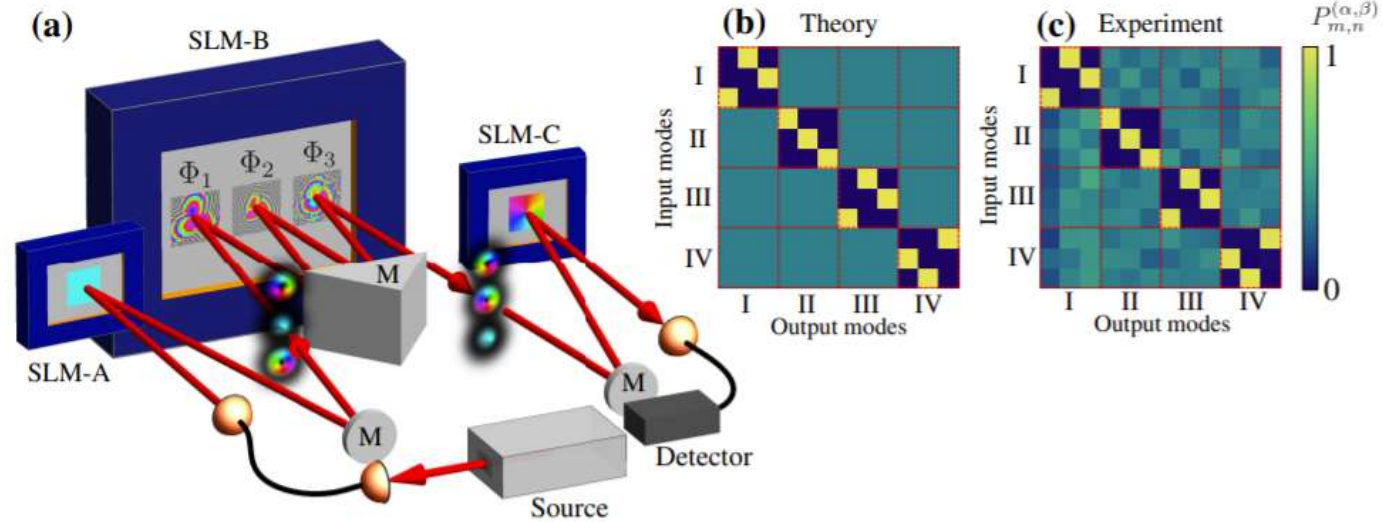 (a)
SLM-B
Φ1
Φ2
Φ3
SLM-A
SLM-C
M
M
M
Source
Detector
(b)
Theory
Input modes
I
II
III
IV
I II III IV
Output modes
(c)
Experiment
Input modes
I
II
III
IV
I II III IV
Output modes
P_{m,n}^{(α,β)}
1
0